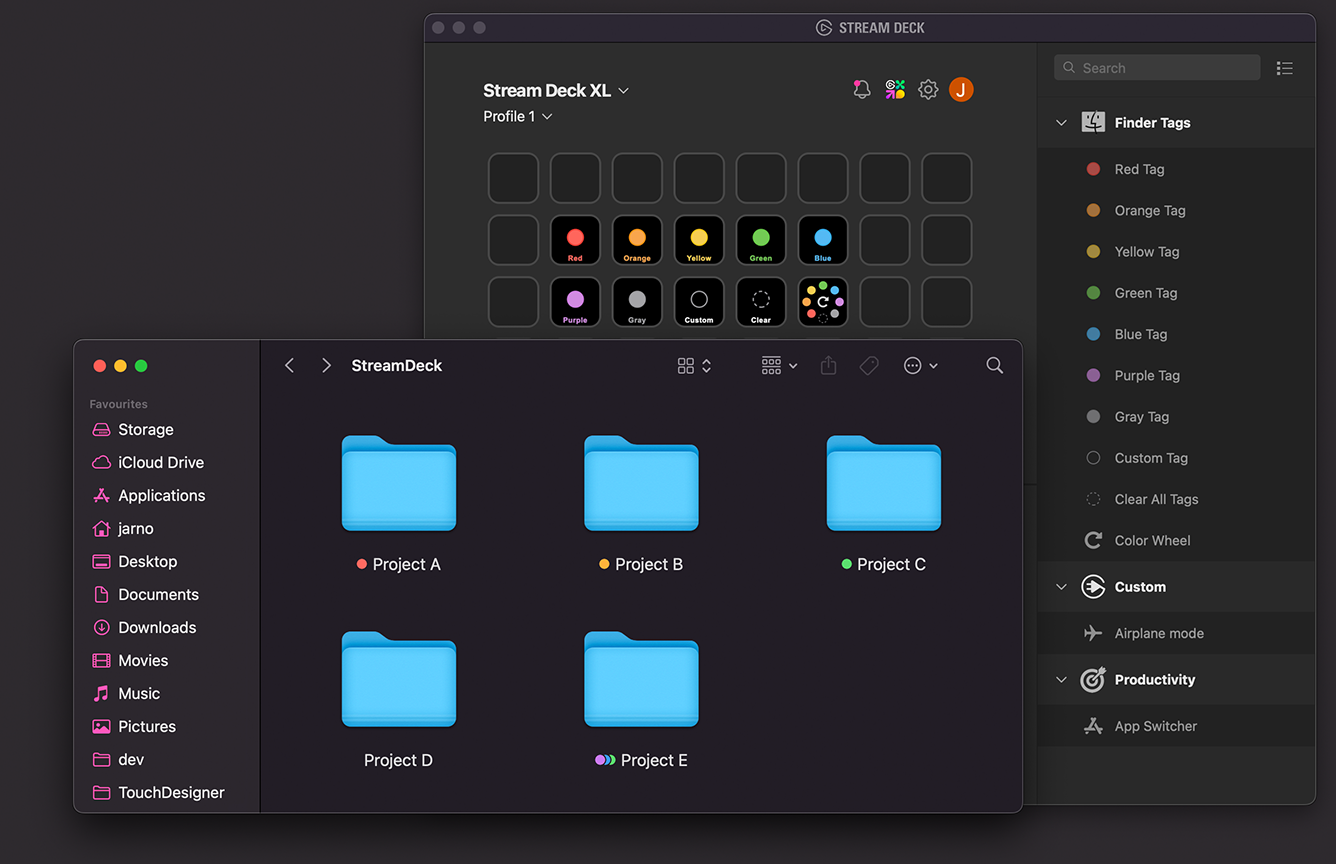 STREAM DECK
Stream Deck XL
Profile 1
J
Red
Orange
Yellow
Green
Blue
Purple
Gray
Custom
Clear
Search
Finder Tags
Red Tag
Orange Tag
Yellow Tag
Green Tag
Blue Tag
Purple Tag
Gray Tag
Custom Tag
Clear All Tags
Color Wheel
Custom
Airplane mode
Productivity
App Switcher
StreamDeck
Favourites
Storage
iCloud Drive
Applications
jarno
Desktop
Documents
Downloads
Movies
Music
Pictures
dev
TouchDesigner
Project A
Project B
Project C
Project D
Project E